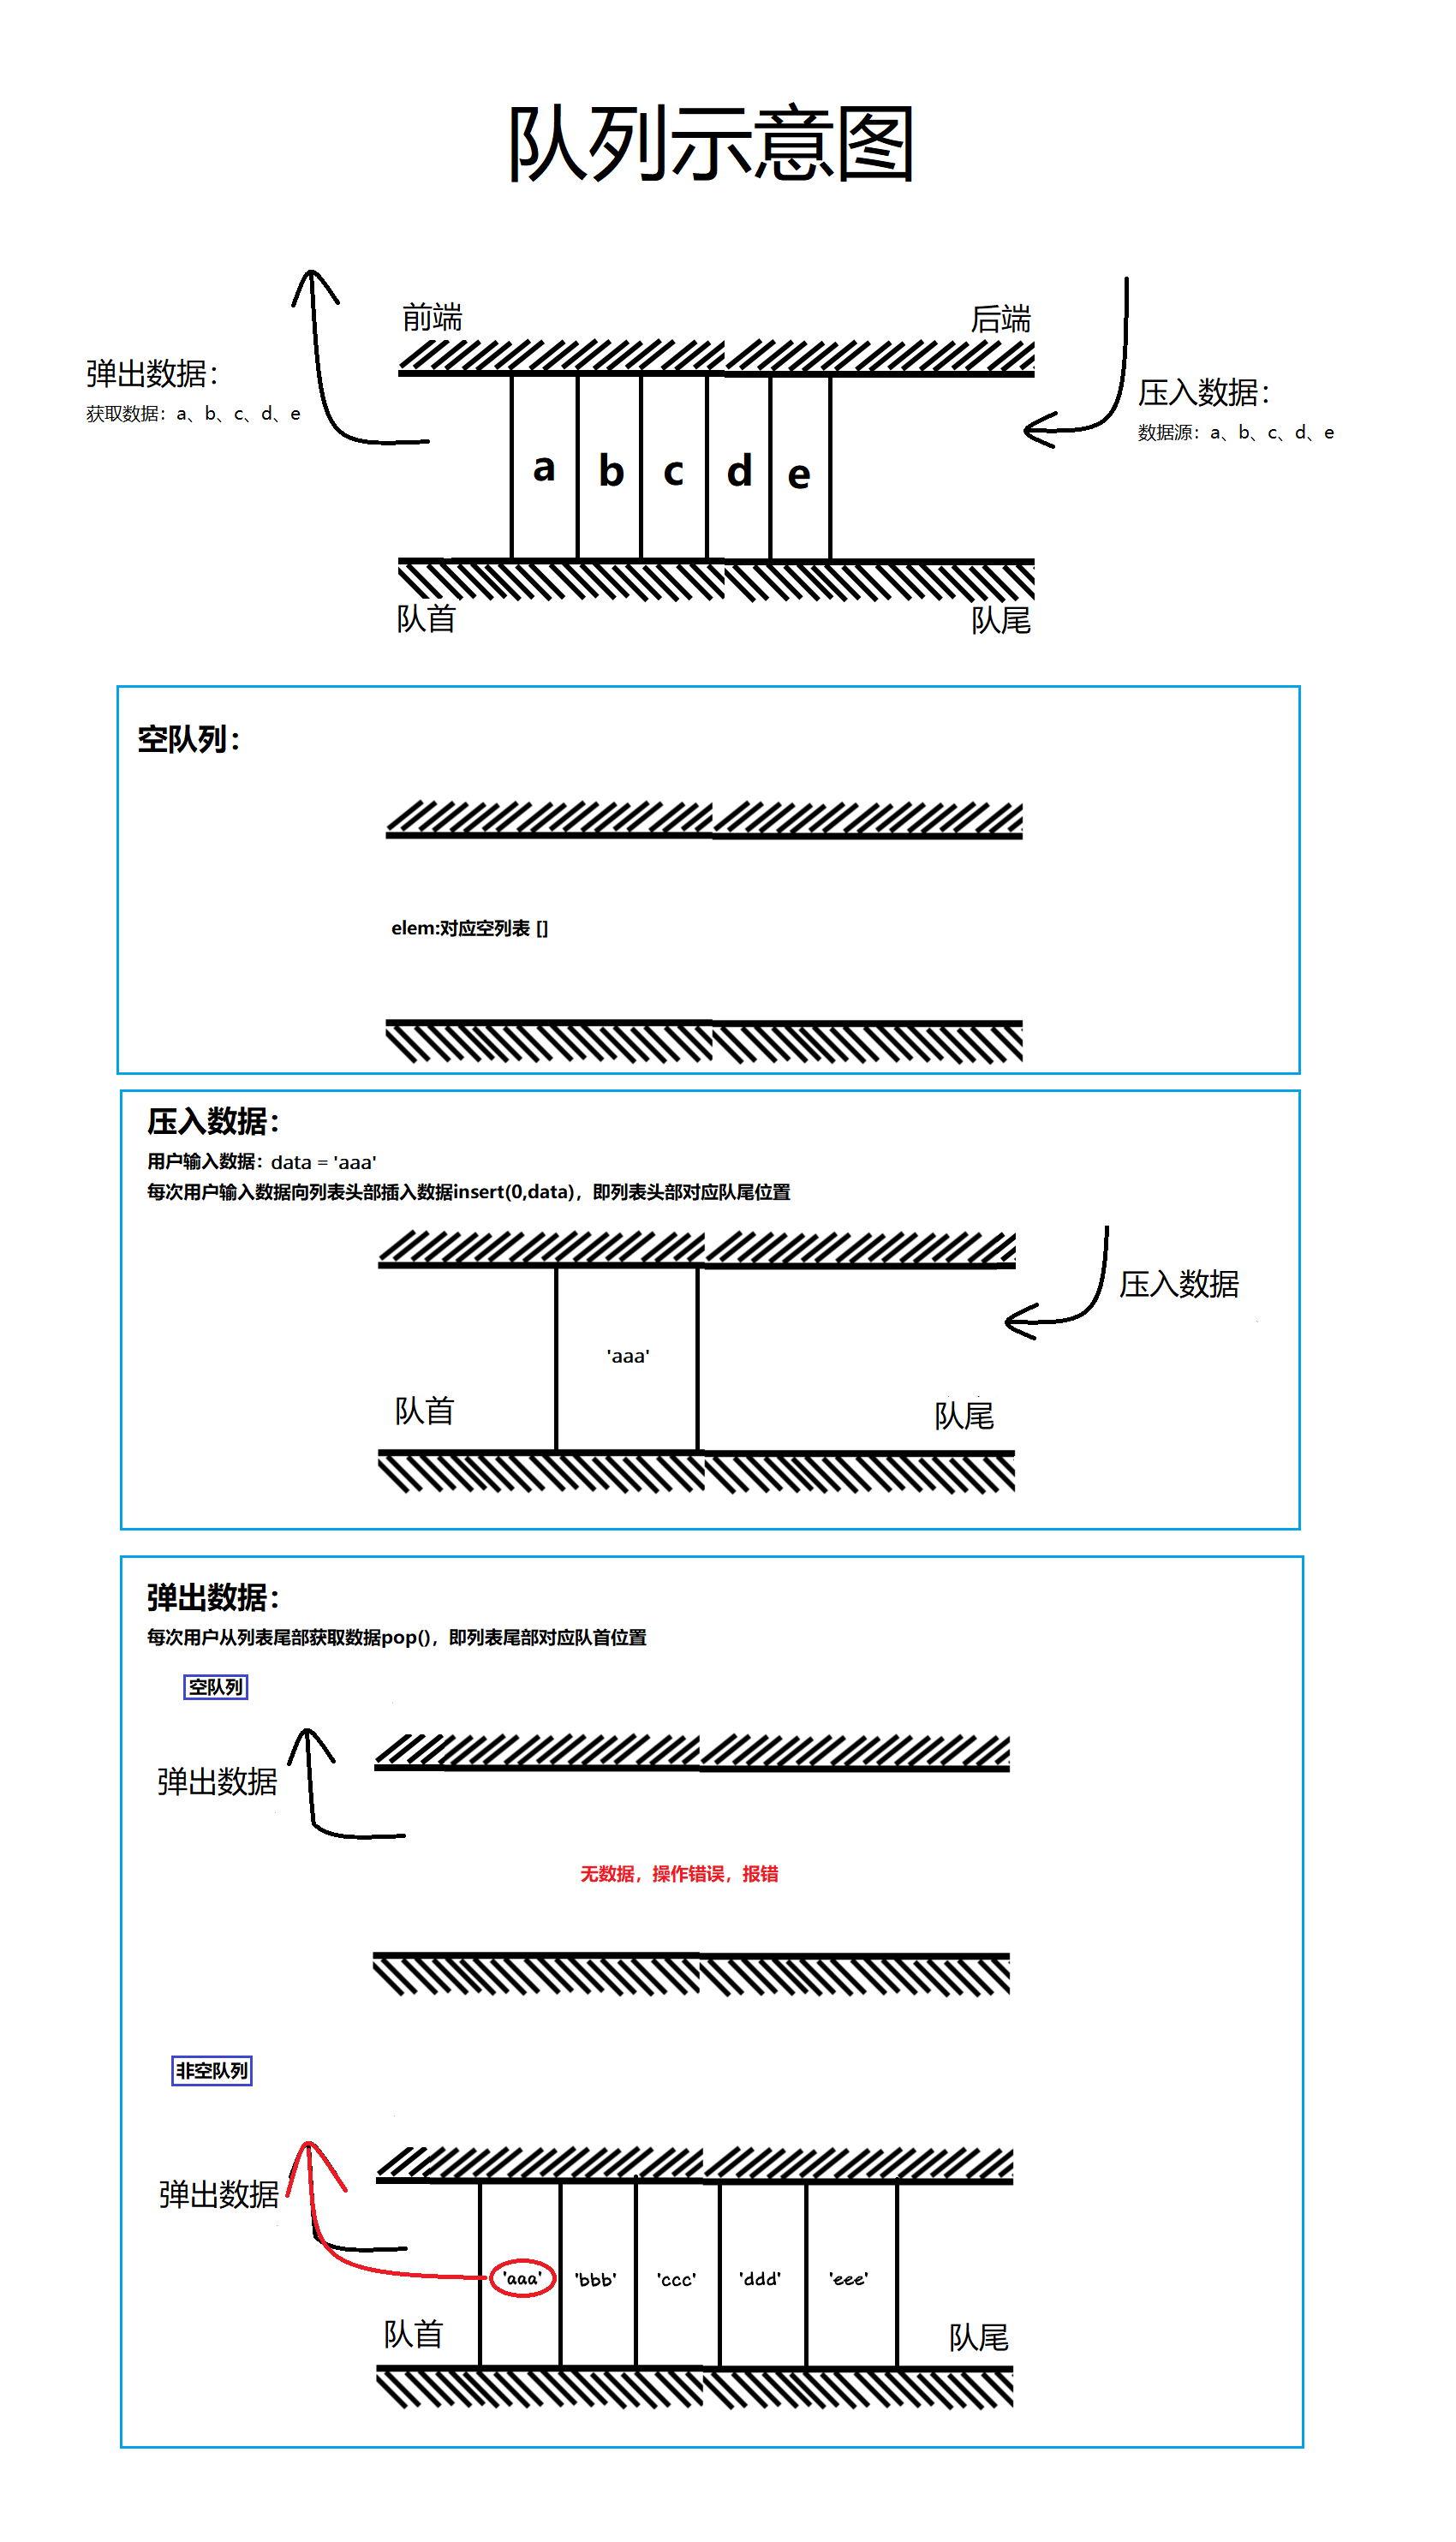 队列示意图
前端
后端
弹出数据：
获取数据：a、b、c、d、e
压入数据：
数据源：a、b、c、d、e
a b c d e
队首
队尾
空队列：
elem:对应空列表 []
压入数据：
用户输入数据：data = 'aaa'
每次用户输入数据向列表头部插入数据insert(0,data)，即列表头部对应队尾位置
压入数据
'aaa'
队首
队尾
弹出数据：
每次用户从列表尾部获取数据pop()，即列表尾部对应队首位置
空队列
弹出数据
无数据，操作错误，报错
非空队列
弹出数据
'aaa' 'bbb' 'ccc' 'ddd' 'eee'
队首
队尾